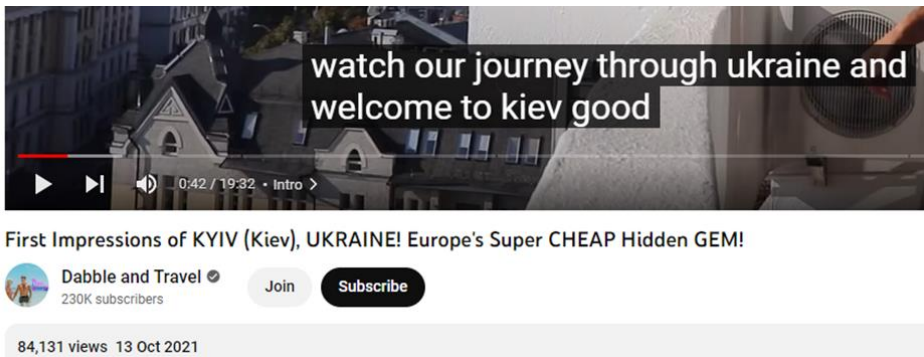 watch our journey through ukraine and
welcome to kiev good
0:42 / 19:32 • Intro >
First Impressions of KYIV (Kiev), UKRAINE! Europe's Super CHEAP Hidden GEM!
Dabble and Travel
230K subscribers
Join
Subscribe
84,131 views 13 Oct 2021